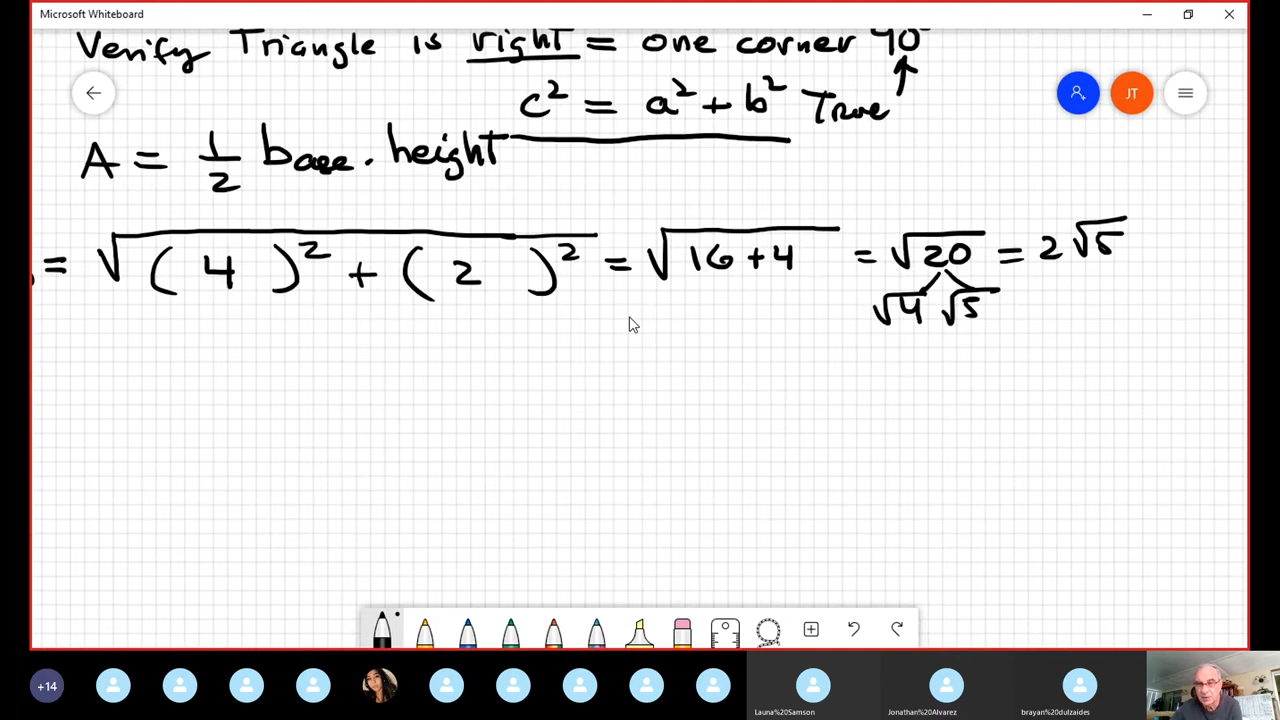 Microsoft Whiteboard
Verify Triangle is right = one corner 90°
c² = a² + b² True
A = 1/2 base . height
= √(4)² + (2)² = √16+4 = √20 = 2√5
√4 √5
JT
+14
Launa%20Samson
Jonathan%20Alvarez
brayan%20dulzaides